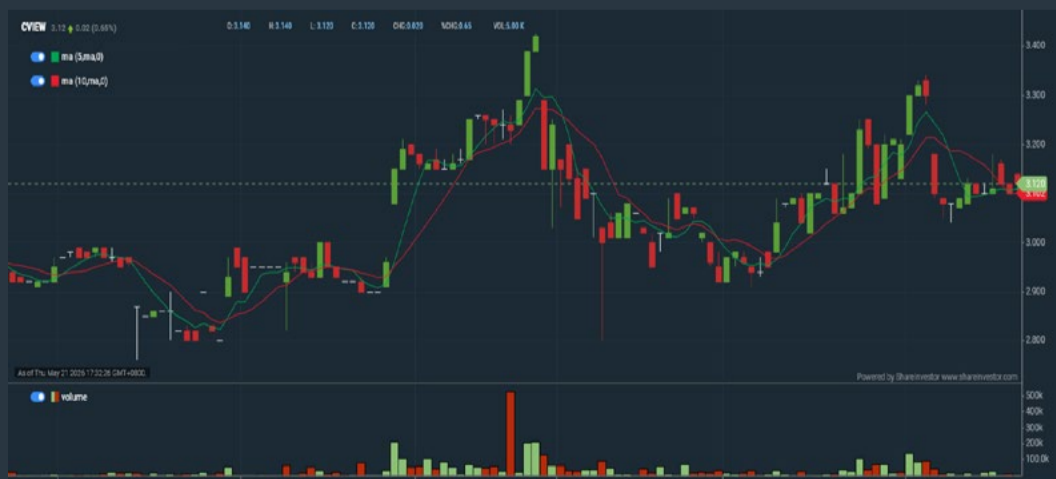 CVIEW 3.12 0.02 (0.65%) O:3.140 H:3.140 L:3.120 C:3.120 CHG:0.020 %CHG:0.65 VOL:5.00 K
ma (5,ma,0)
ma (10,ma,0)
3.400
3.300
3.200
3.120
3.102
3.000
2.900
2.800
As of Thu May 21 2026 17:32:26 GMT+0800.
Powered by ShareInvestor www.shareinvestor.com
volume
500k
400k
300k
200k
100.0k